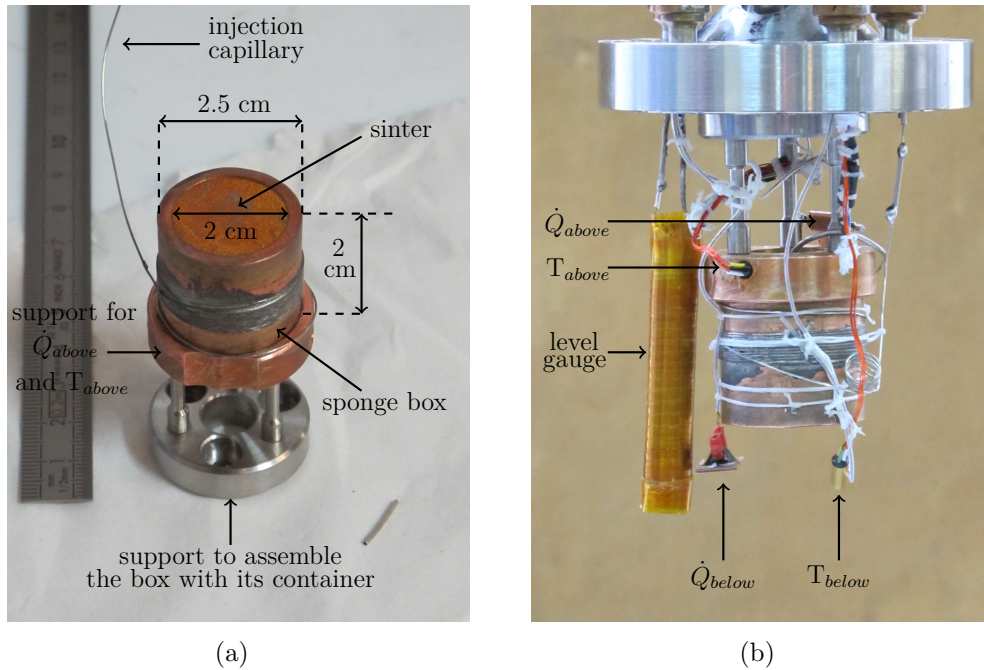 injection
capillary
2.5 cm
sinter
2 cm
2
cm
support for
Q̇above
and Tabove
sponge box
support to assemble
the box with its container
(a)
Q̇above
Tabove
level
gauge
Q̇below
Tbelow
(b)